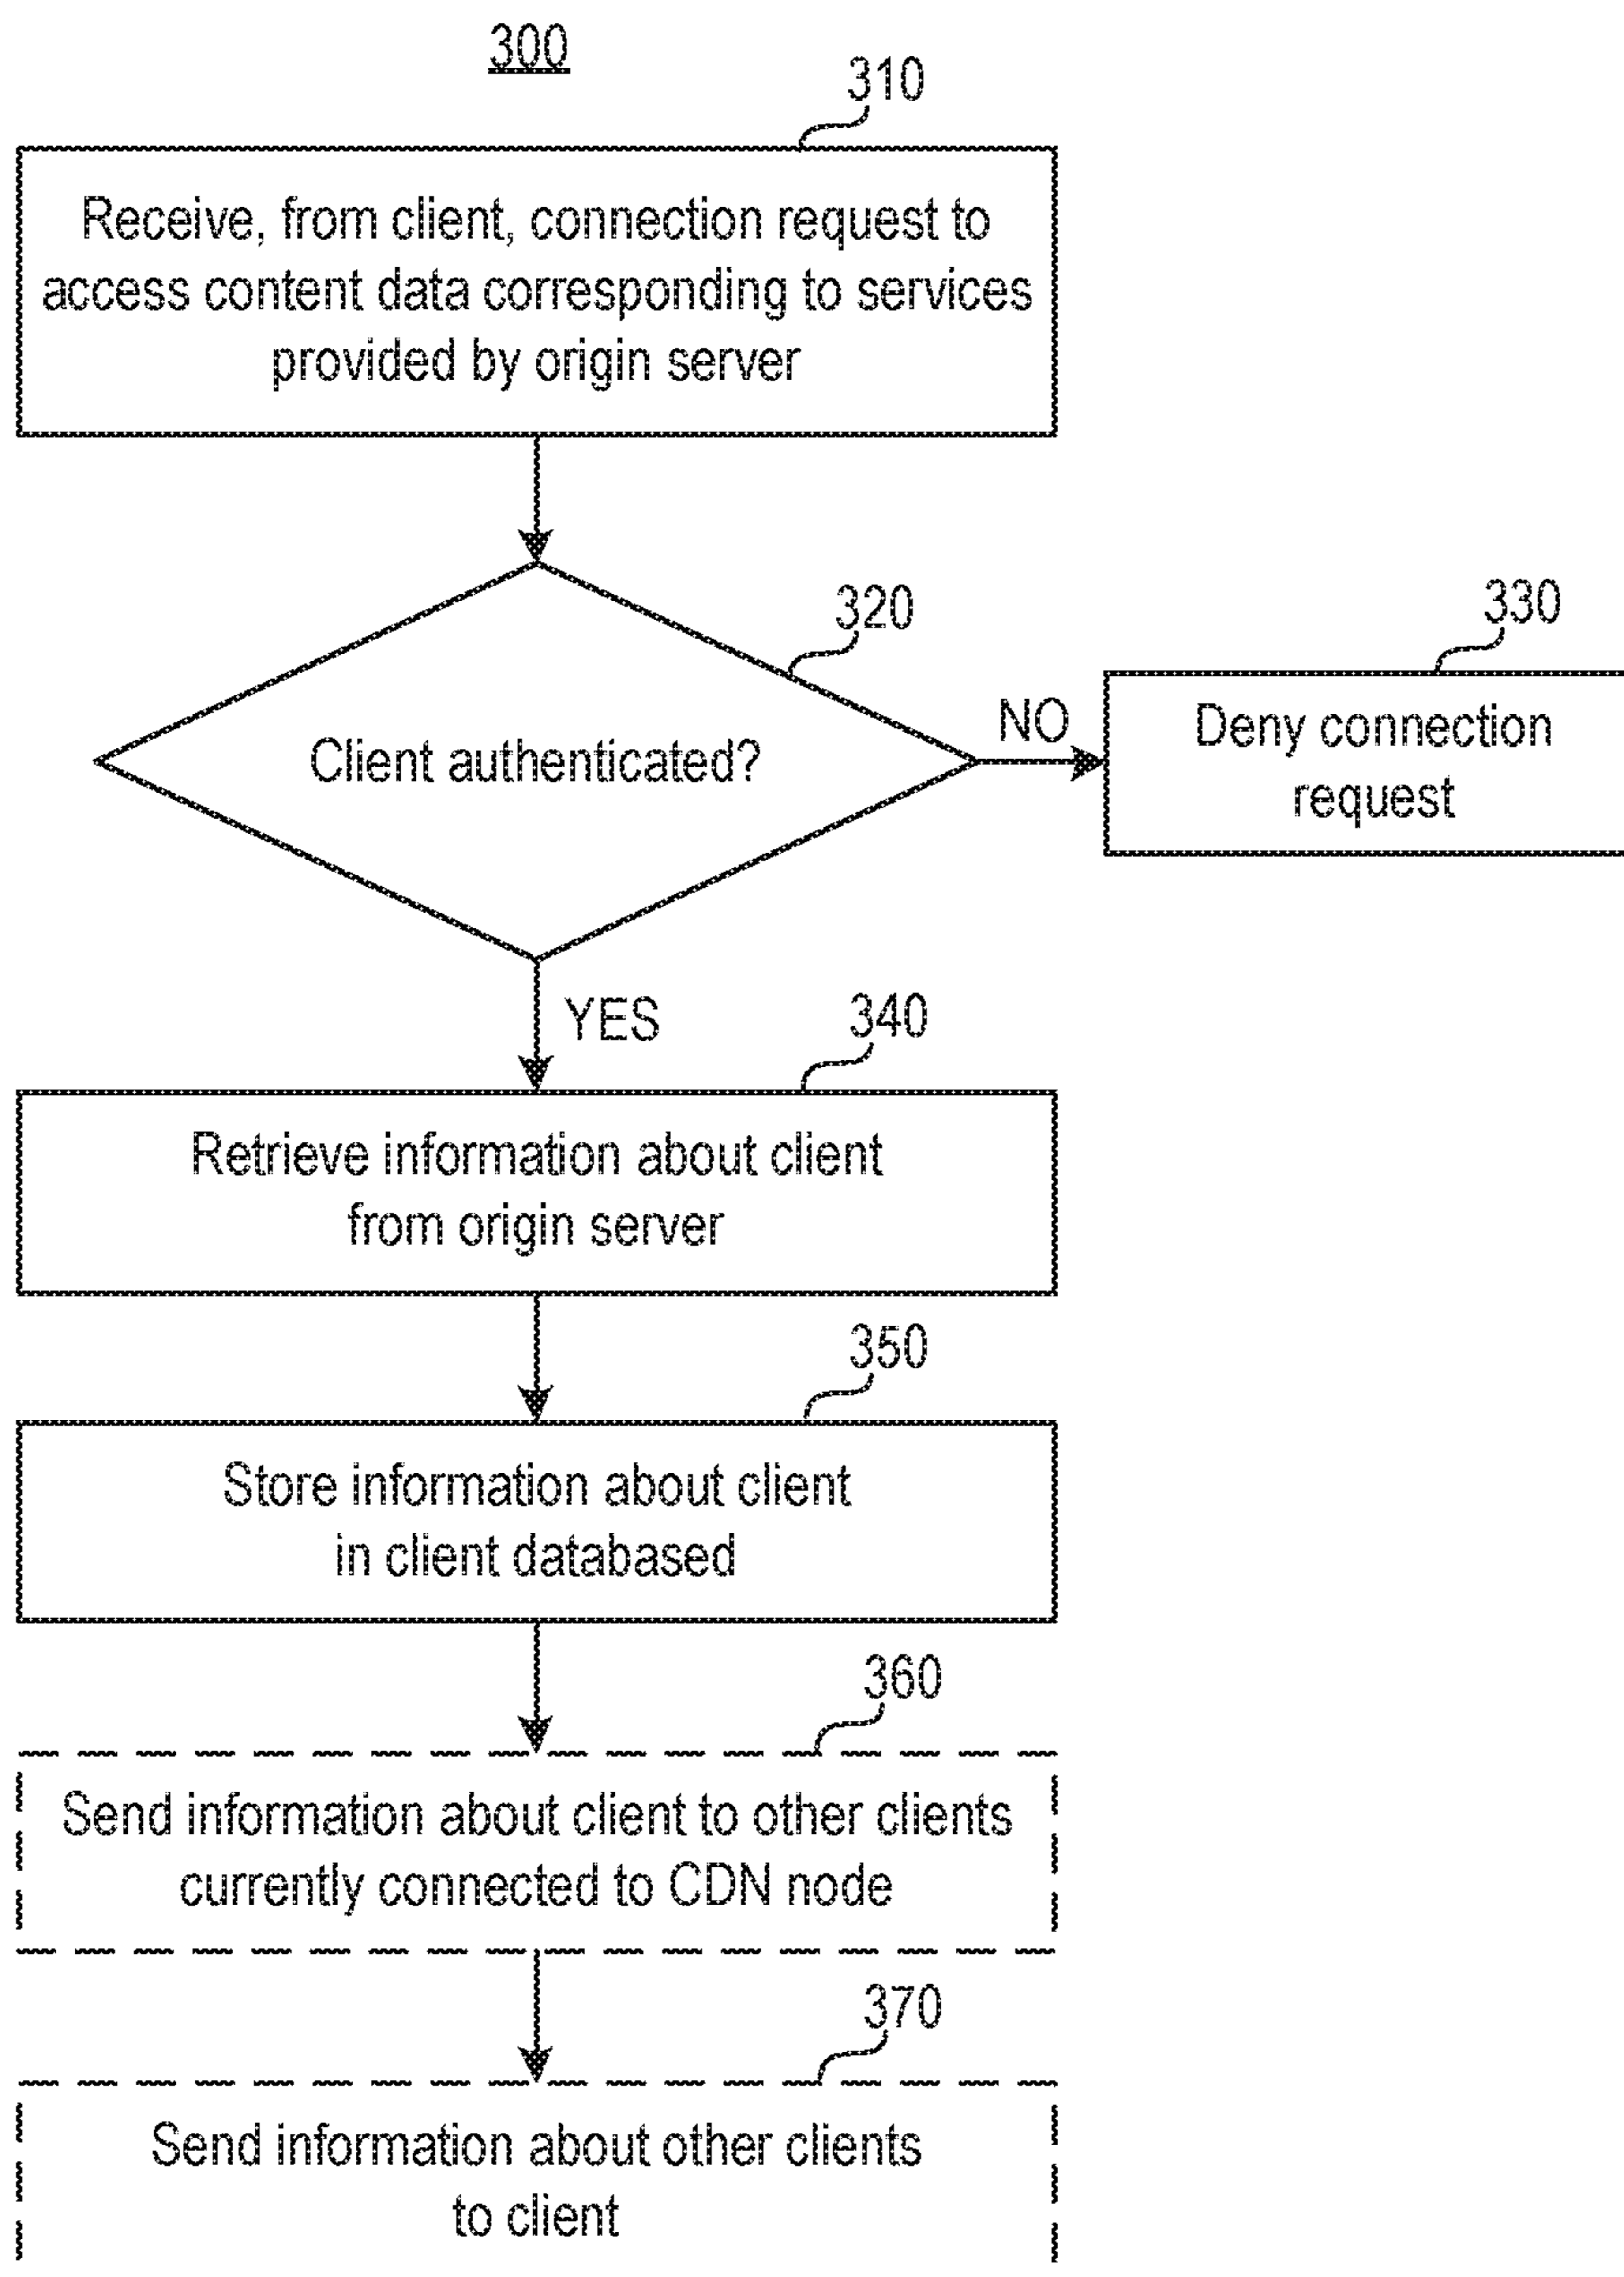 300
310
Receive, from client, connection request to
access content data corresponding to services
provided by origin server
320
Client authenticated?
NO
330
Deny connection
request
YES
340
Retrieve information about client
from origin server
350
Store information about client
in client databased
360
Send information about client to other clients
currently connected to CDN node
370
Send information about other clients
to client